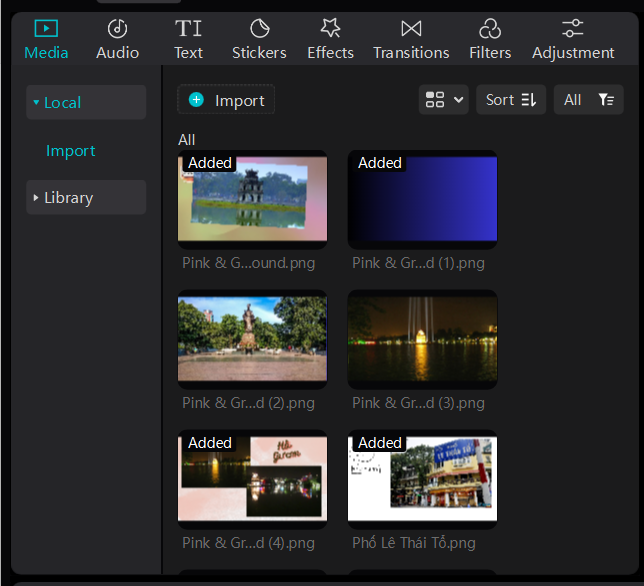 Media Audio Text Stickers Effects Transitions Filters Adjustment
Local
Import
Library
Import Sort All
All
Added Added
Pink & G...ound.png Pink & Gr...d (1).png
Pink & Gr...d (2).png Pink & Gr...d (3).png
Added Added
Hồ
Gươm
Pink & Gr...d (4).png Phố Lê Thái Tổ.png